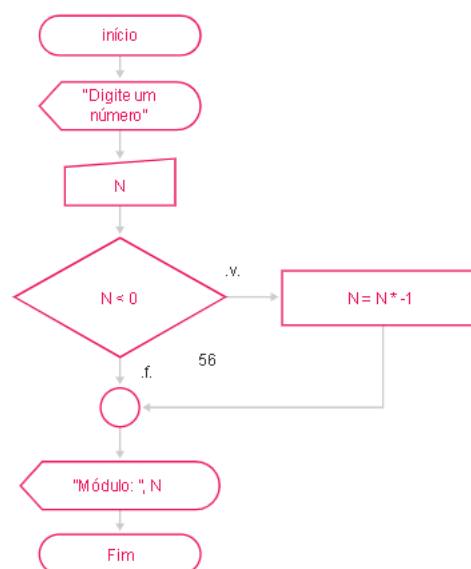 início
"Digite um
número"
N
N < 0
.v.
N = N * -1
.f.
56
"Módulo: ", N
Fim